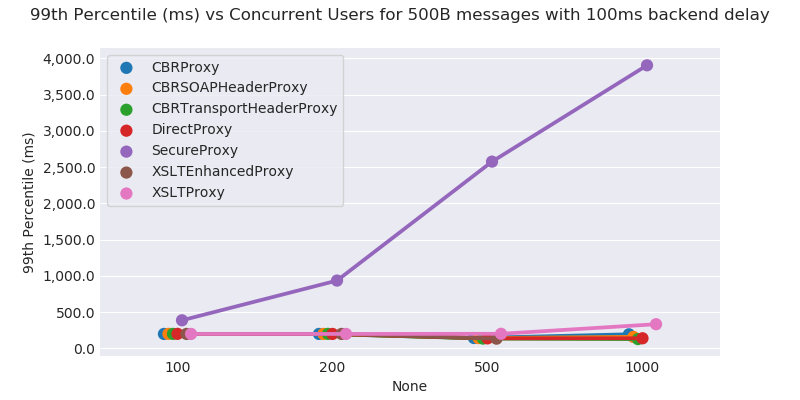 99th Percentile (ms) vs Concurrent Users for 500B messages with 100ms backend delay
CBRProxy
CBRSOAPHeaderProxy
CBRTransportHeaderProxy
DirectProxy
SecureProxy
XSLTEnhancedProxy
XSLTProxy
99th Percentile (ms)
4,000.0
3,500.0
3,000.0
2,500.0
2,000.0
1,500.0
1,000.0
500.0
0.0
100 200 500 1000
None